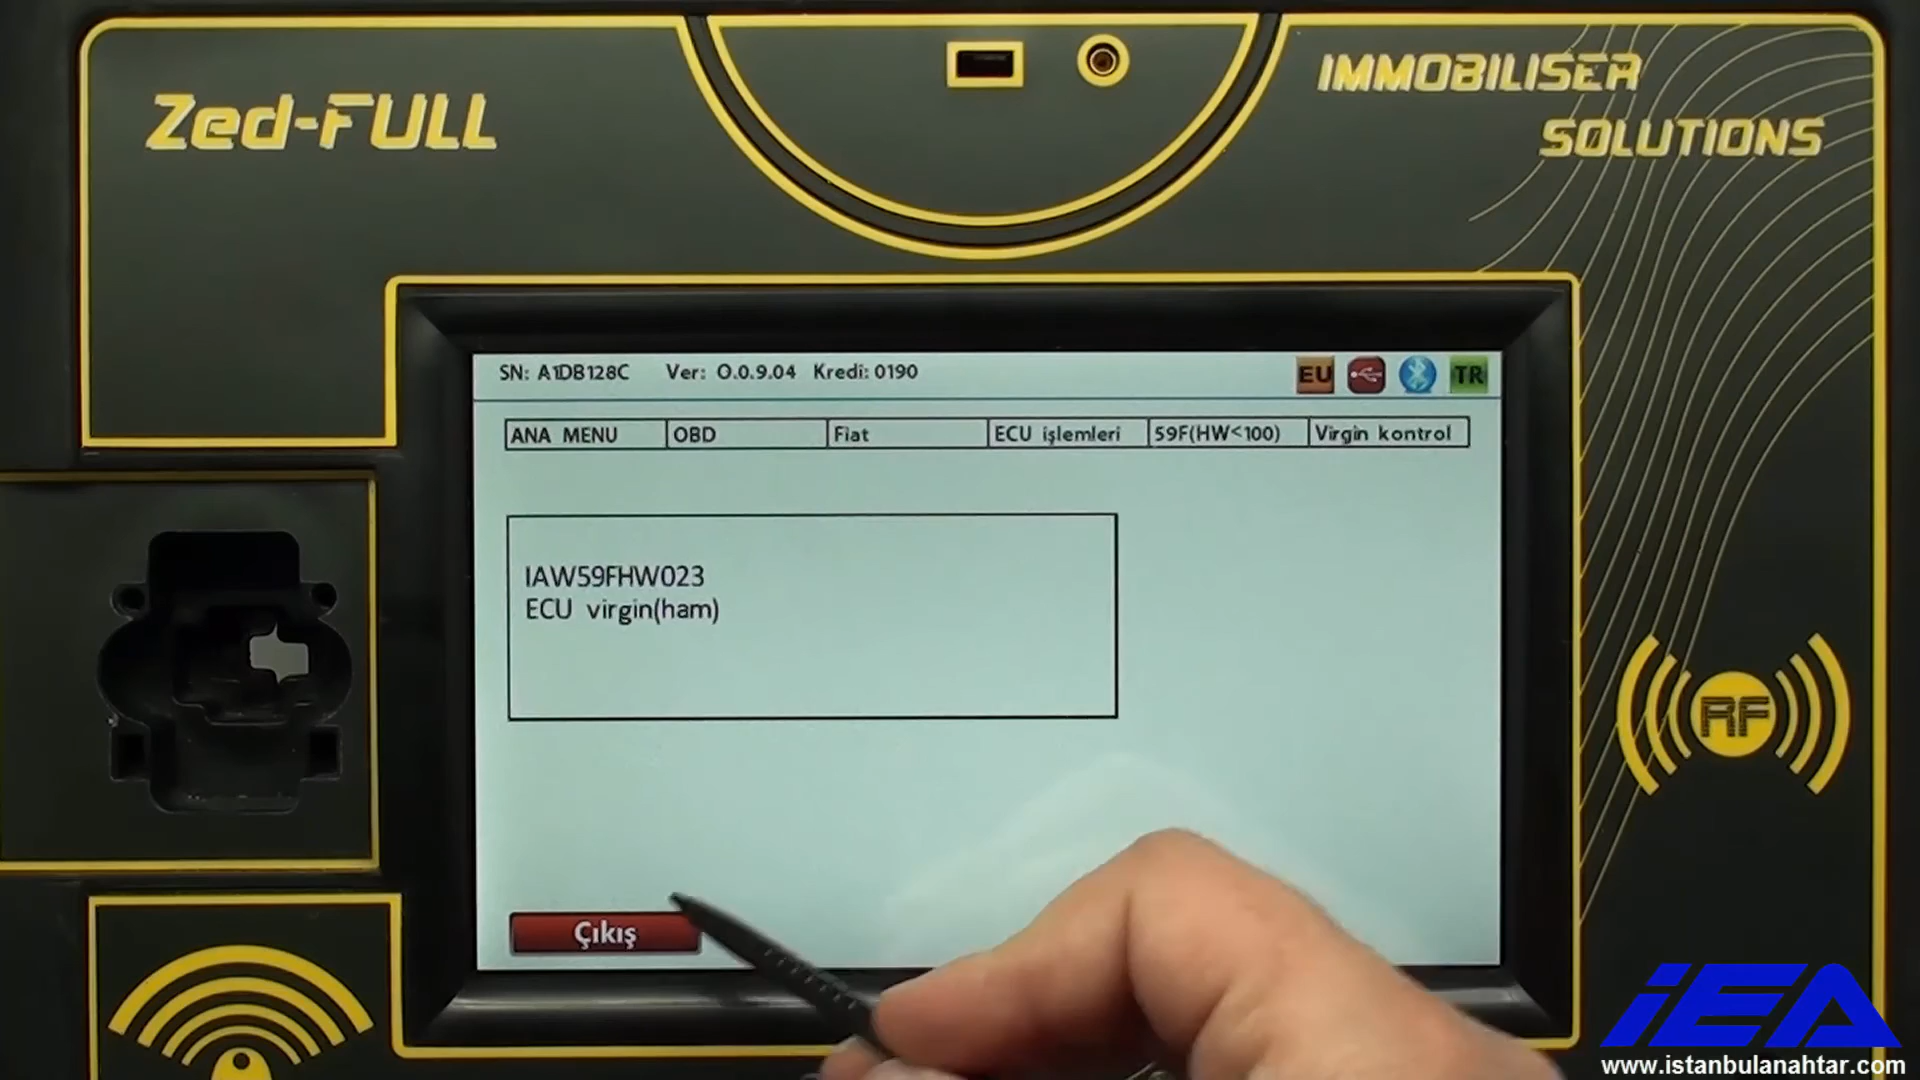 Zed-FULL
IMMOBILISER
SOLUTIONS
SN: A1DB128C Ver: O.0.9.04 Kredi: 0190
EU TR
ANA MENU OBD Fiat ECU işlemleri 59F(HW<100) Virgin kontrol
IAW59FHW023
ECU virgin(ham)
Çıkış
RF
iEA
www.istanbulanahtar.com